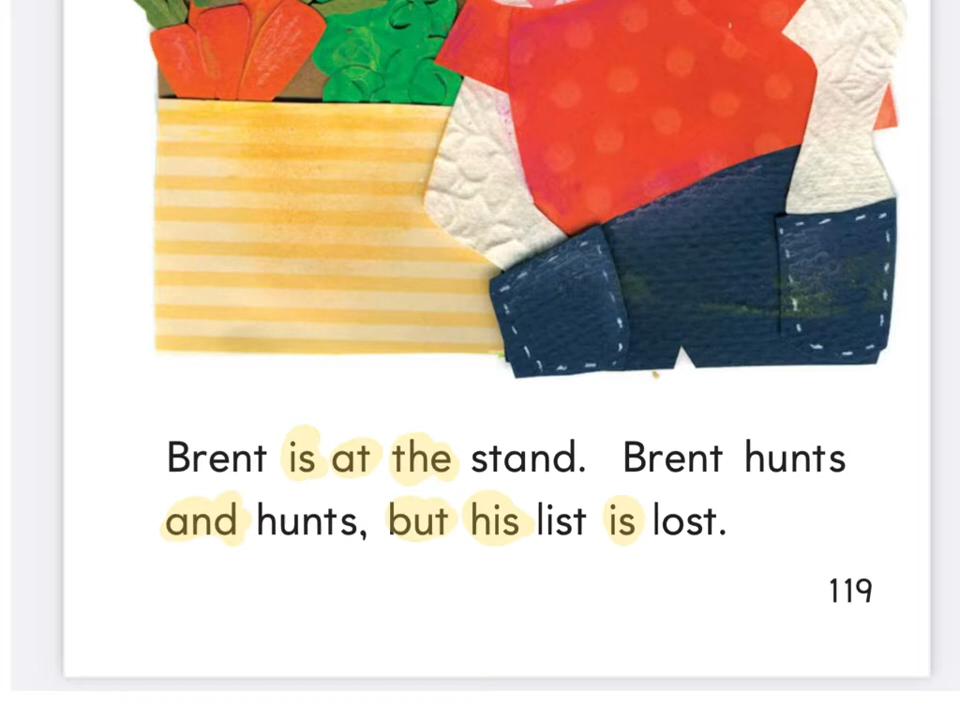 Brent is at the stand. Brent hunts
and hunts, but his list is lost.
119